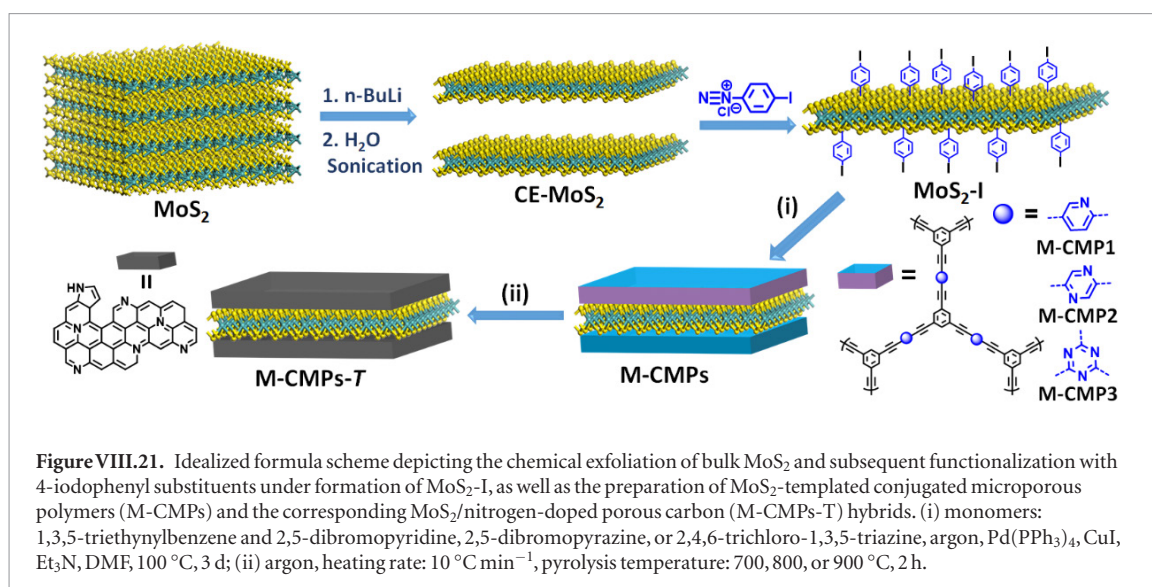 1. n-BuLi
2. H₂O
Sonication
MoS₂
CE-MoS₂
N≡N⊕
Cl⊖
I
I I I I I I
I I I I I
MoS₂-I
(i)
= N
M-CMP1
N
N
M-CMP2
N N
N
M-CMP3
=
M-CMPs
(ii)
M-CMPs-T
=
HN
N
N
N
N
N
Figure VIII.21. Idealized formula scheme depicting the chemical exfoliation of bulk MoS₂ and subsequent functionalization with
4-iodophenyl substituents under formation of MoS₂-I, as well as the preparation of MoS₂-templated conjugated microporous
polymers (M-CMPs) and the corresponding MoS₂/nitrogen-doped porous carbon (M-CMPs-T) hybrids. (i) monomers:
1,3,5-triethynylbenzene and 2,5-dibromopyridine, 2,5-dibromopyrazine, or 2,4,6-trichloro-1,3,5-triazine, argon, Pd(PPh₃)₄, CuI,
Et₃N, DMF, 100 °C, 3 d; (ii) argon, heating rate: 10 °C min⁻¹, pyrolysis temperature: 700, 800, or 900 °C, 2 h.